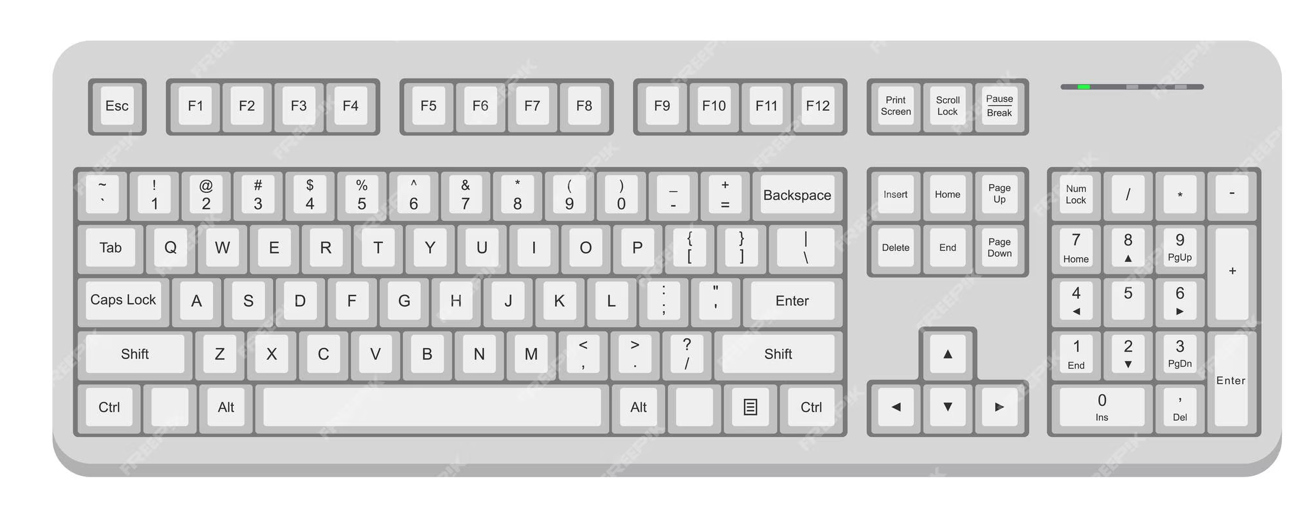 Esc F1 F2 F3 F4 F5 F6 F7 F8 F9 F10 F11 F12 Print Screen Scroll Lock Pause Break
~ ` ! 1 @ 2 # 3 $ 4 % 5 ^ 6 & 7 * 8 ( 9 ) 0 _ - + = Backspace Insert Home Page Up Num Lock / * -
Tab Q W E R T Y U I O P { [ } ] | \ Delete End Page Down 7 Home 8 ▲ 9 PgUp +
Caps Lock A S D F G H J K L : ; " ' Enter 4 ◄ 5 6 ►
Shift Z X C V B N M < , > . ? / Shift ▲ 1 End 2 ▼ 3 PgDn Enter
Ctrl Alt Alt Ctrl ◄ ▼ ► 0 Ins , Del
FREEPIK